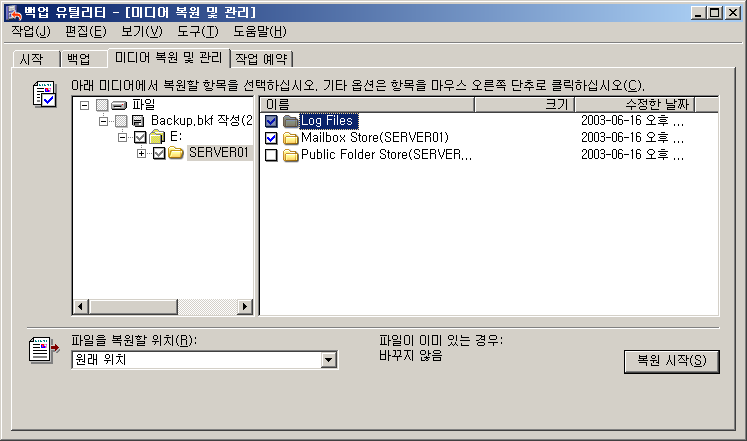 백업 유틸리티 - [미디어 복원 및 관리]
작업(J) 편집(E) 보기(V) 도구(T) 도움말(H)
시작 백업 미디어 복원 및 관리 작업 예약
아래 미디어에서 복원할 항목을 선택하십시오. 기타 옵션은 항목을 마우스 오른쪽 단추로 클릭하십시오(C).
파일
Backup.bkf 작성(2
E:
SERVER01
이름 크기 수정한 날짜
Log Files 2003-06-16 오후 ...
Mailbox Store(SERVER01) 2003-06-16 오후 ...
Public Folder Store(SERVER... 2003-06-16 오후 ...
파일을 복원할 위치(R):
원래 위치
파일이 이미 있는 경우:
바꾸지 않음
복원 시작(S)